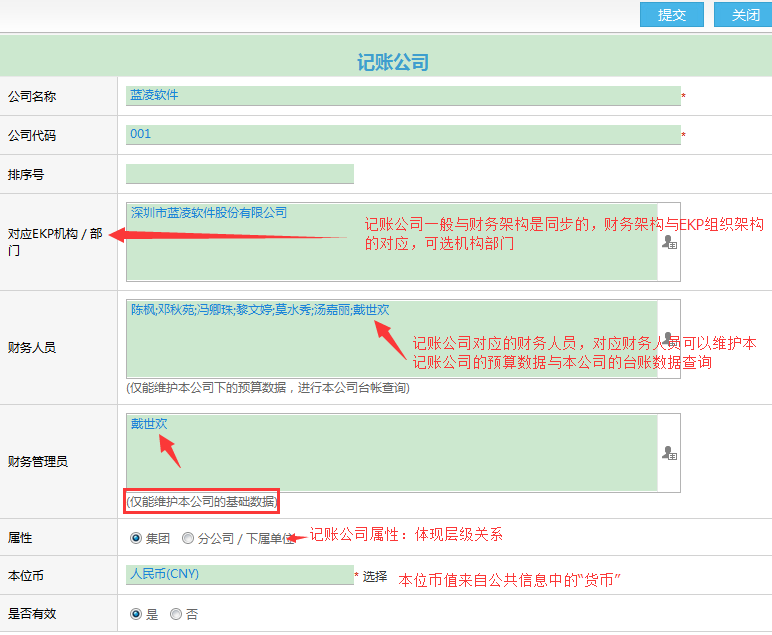 提交 关闭
记账公司
公司名称 蓝凌软件 *
公司代码 001 *
排序号
对应EKP机构 / 部
门
深圳市蓝凌软件股份有限公司
记账公司一般与财务架构是同步的，财务架构与EKP组织架构
的对应，可选机构部门
财务人员
陈枫;邓秋苑;冯卿珠;黎文婷;莫水秀;汤嘉丽;戴世欢
记账公司对应的财务人员，对应财务人员可以维护本
记账公司的预算数据与本公司的台账数据查询
(仅能维护本公司下的预算数据，进行本公司台帐查询)
财务管理员
戴世欢
(仅能维护本公司的基础数据)
属性 集团 分公司 / 下属单位 记账公司属性：体现层级关系
本位币 人民币(CNY) * 选择 本位币值来自公共信息中的“货币”
是否有效 是 否